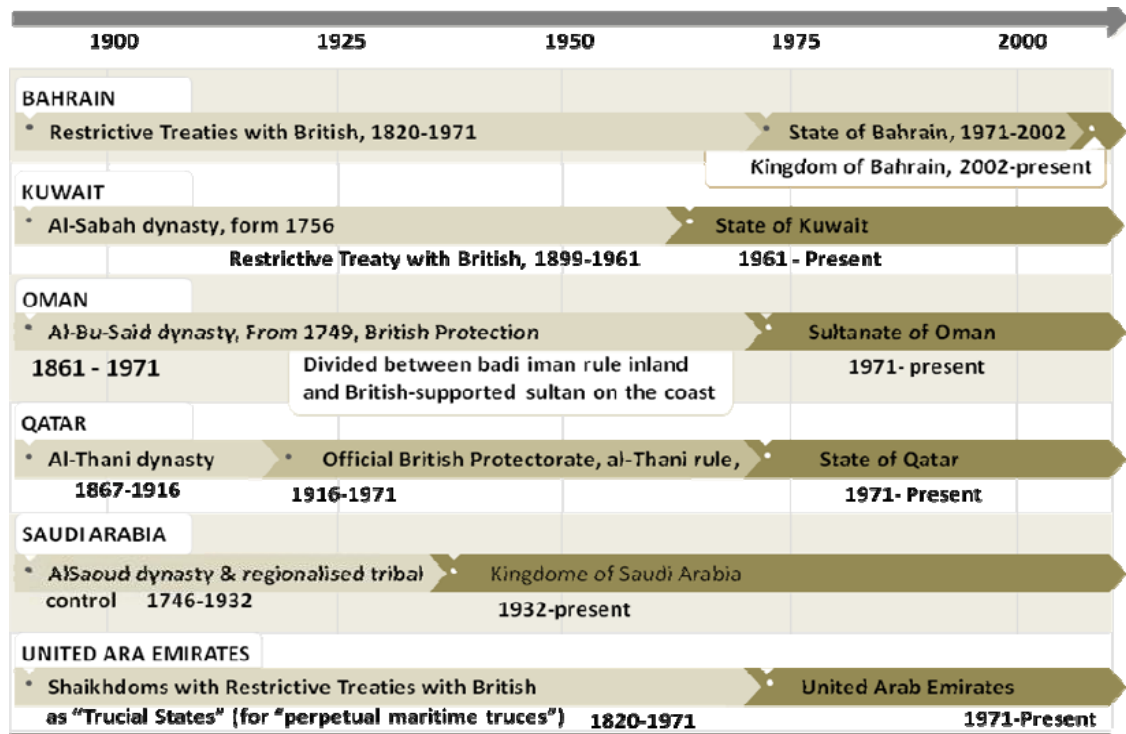 1900 1925 1950 1975 2000
BAHRAIN
Restrictive Treaties with British, 1820-1971 State of Bahrain, 1971-2002
Kingdom of Bahrain, 2002-present
KUWAIT
Al-Sabah dynasty, form 1756 State of Kuwait
Restrictive Treaty with British, 1899-1961 1961 - Present
OMAN
Al-Bu-Said dynasty, From 1749, British Protection Sultanate of Oman
1861 - 1971 1971- present
Divided between badi iman rule inland
and British-supported sultan on the coast
QATAR
Al-Thani dynasty Official British Protectorate, al-Thani rule, State of Qatar
1867-1916 1916-1971 1971- Present
SAUDI ARABIA
AlSaoud dynasty & regionalised tribal Kingdome of Saudi Arabia
control 1746-1932 1932-present
UNITED ARA EMIRATES
Shaikhdoms with Restrictive Treaties with British United Arab Emirates
as “Trucial States” (for “perpetual maritime truces”) 1820-1971 1971-Present